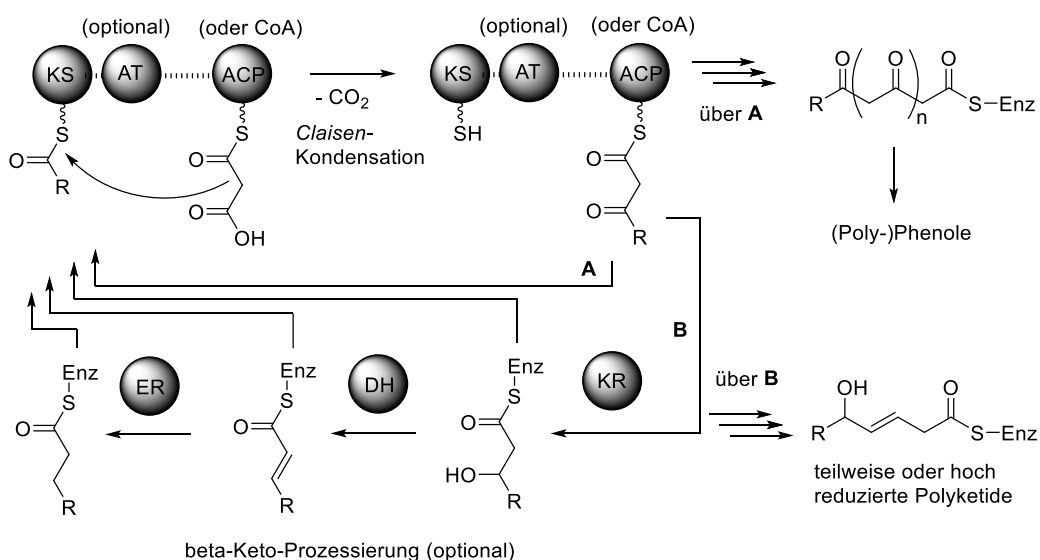 (optional)
(oder CoA)
KS
AT
ACP
S
O
R
S
O
O
OH
- CO2
Claisen-
Kondensation
(optional)
(oder CoA)
KS
AT
ACP
SH
S
O
O
R
über A
O
O
O
R
n
S
Enz
(Poly-)Phenole
A
B
Enz
S
O
R
ER
Enz
S
O
R
DH
Enz
S
O
HO
R
KR
über B
OH
O
R
S
Enz
teilweise oder hoch
reduzierte Polyketide
beta-Keto-Prozessierung (optional)